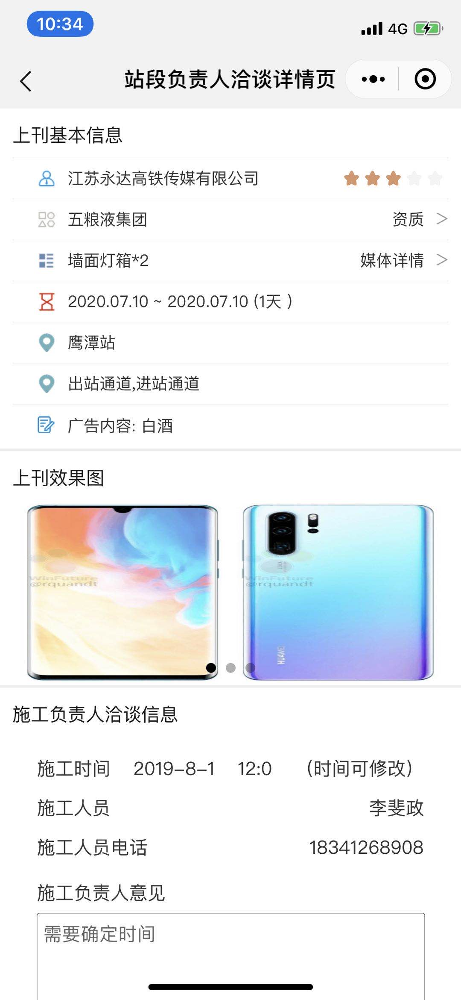 10:34
4G
站段负责人洽谈详情页
上刊基本信息
江苏永达高铁传媒有限公司
五粮液集团 资质 >
墙面灯箱*2 媒体详情 >
2020.07.10 ~ 2020.07.10 (1天 )
鹰潭站
出站通道,进站通道
广告内容: 白酒
上刊效果图
WinFuture
@rquandt
LEICA
WinFuture
@rquandt
HUAWEI
施工负责人洽谈信息
施工时间 2019-8-1 12:0 (时间可修改)
施工人员 李斐政
施工人员电话 18341268908
施工负责人意见
需要确定时间